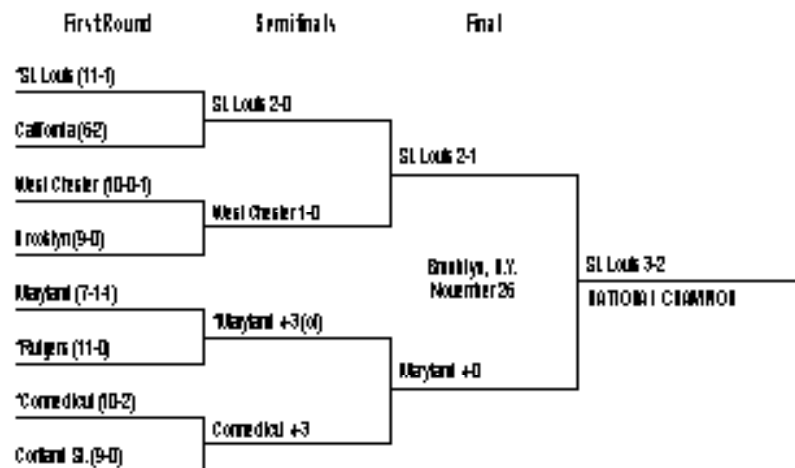 First Round
Semifinals
Final
*St. Louis (11-1)
St. Louis 2-0
California (6-2)
St. Louis 2-1
West Chester (10-0-1)
West Chester 1-0
Brooklyn (9-0)
Brooklyn, N.Y.
November 26
St. Louis 3-2
NATIONAL CHAMPION
Maryland (7-1-1)
*Maryland 4-3 (ot)
*Rutgers (11-0)
Maryland 4-0
*Connecticut (10-2)
Connecticut 4-3
Cortland St. (9-0)